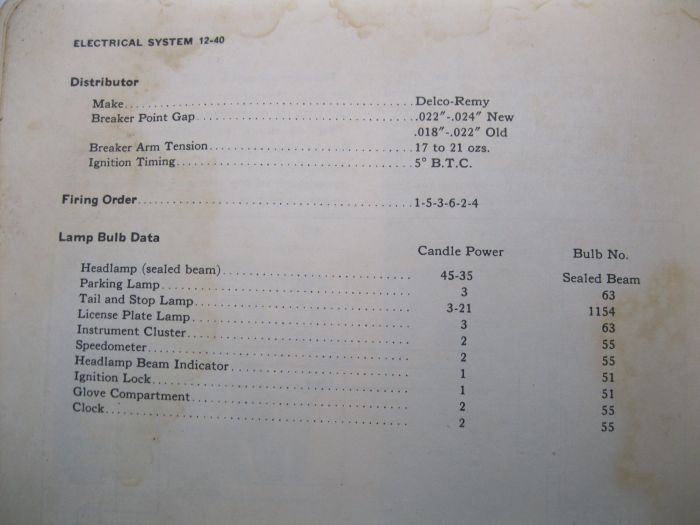 ELECTRICAL SYSTEM 12-40
Distributor
Make........................................Delco-Remy
Breaker Point Gap..............................022"-.024" New
.018"-.022" Old
Breaker Arm Tension............................17 to 21 ozs.
Ignition Timing................................5° B.T.C.
Firing Order...................................1-5-3-6-2-4
Lamp Bulb Data
Candle Power Bulb No.
Headlamp (sealed beam)............................ 45-35 Sealed Beam
Parking Lamp...................................... 3 63
Tail and Stop Lamp................................ 3-21 1154
License Plate Lamp................................ 3 63
Instrument Cluster................................ 2 55
Speedometer....................................... 2 55
Headlamp Beam Indicator........................... 1 51
Ignition Lock..................................... 1 51
Glove Compartment................................. 2 55
Clock............................................. 2 55